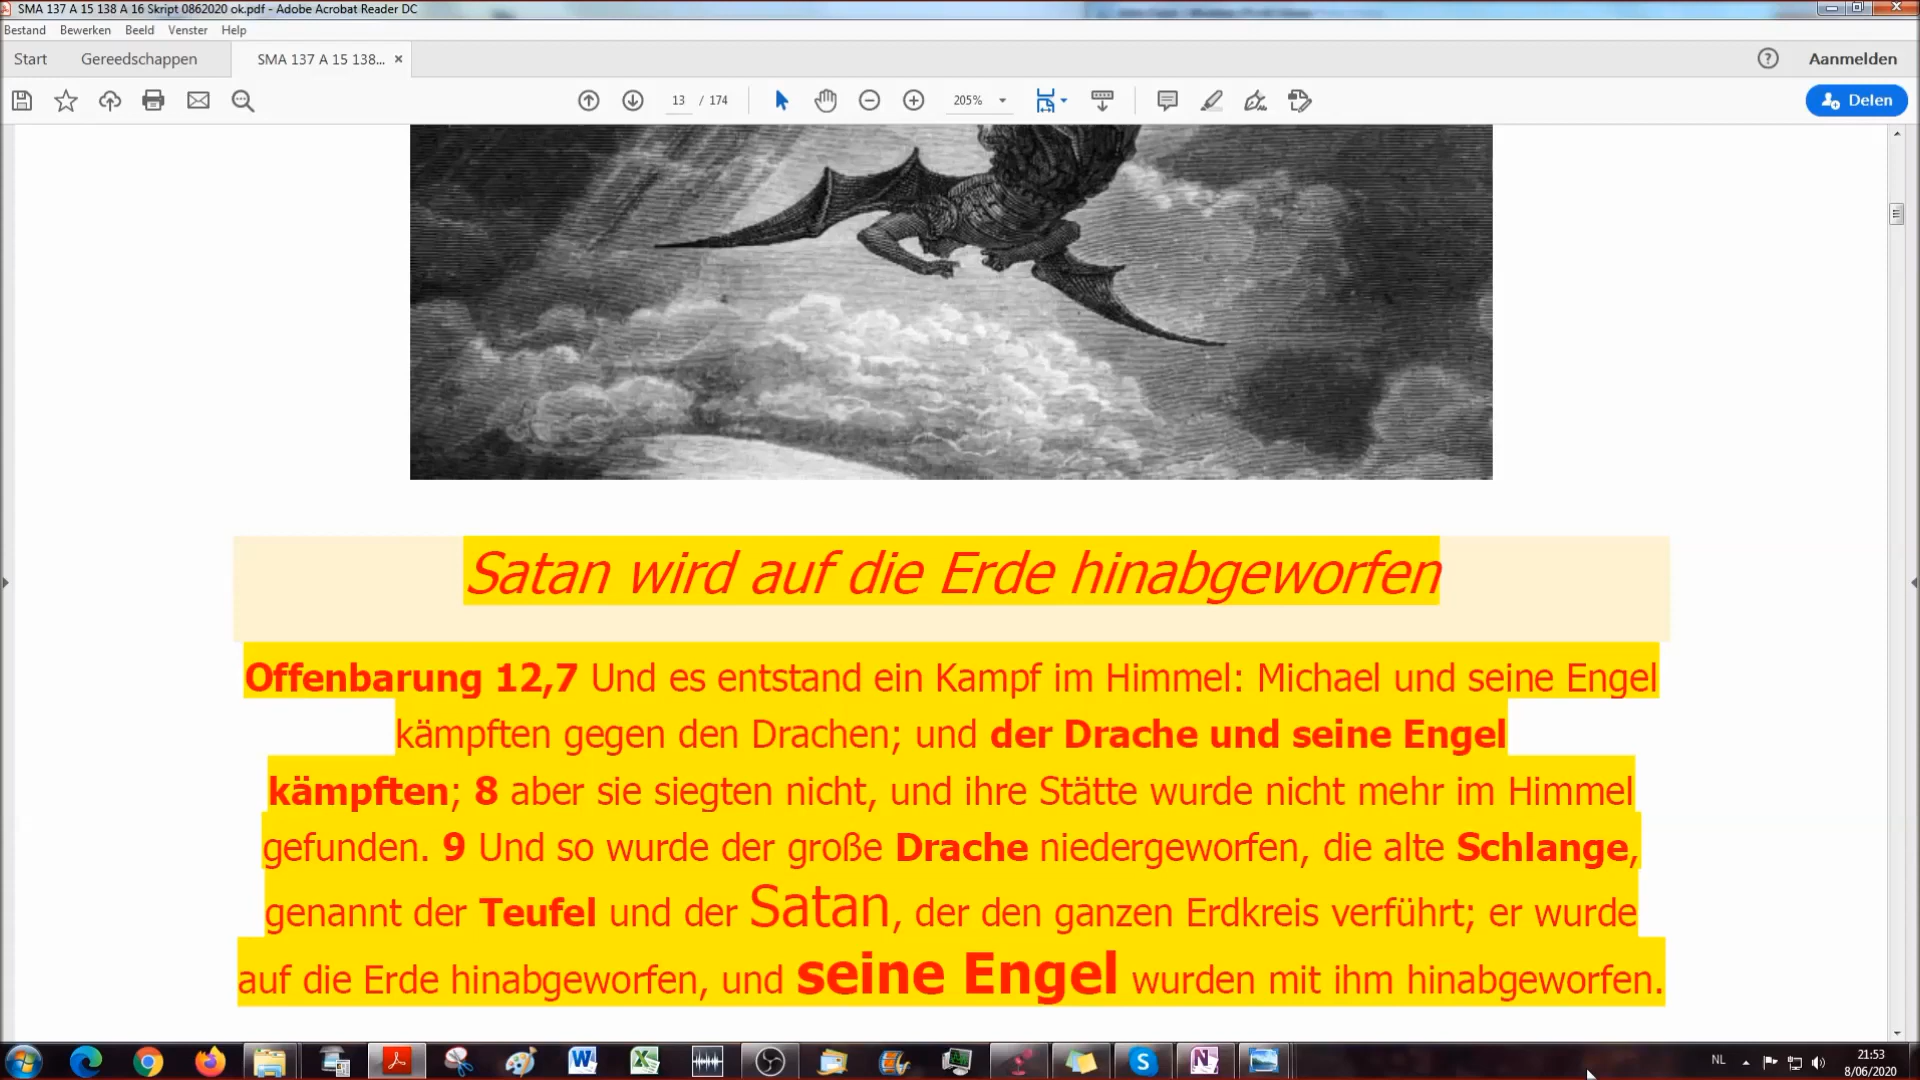 SMA 137 A 15 138 A 16 Skript 0862020 ok.pdf - Adobe Acrobat Reader DC
Bestand Bewerken Beeld Venster Help
Start Gereedschappen SMA 137 A 15 138... × Aanmelden
13 / 174 205% Delen
Satan wird auf die Erde hinabgeworfen
Offenbarung 12,7 Und es entstand ein Kampf im Himmel: Michael und seine Engel
kämpften gegen den Drachen; und der Drache und seine Engel
kämpften; 8 aber sie siegten nicht, und ihre Stätte wurde nicht mehr im Himmel
gefunden. 9 Und so wurde der große Drache niedergeworfen, die alte Schlange,
genannt der Teufel und der Satan, der den ganzen Erdkreis verführt; er wurde
auf die Erde hinabgeworfen, und seine Engel wurden mit ihm hinabgeworfen.
NL 21:53
8/06/2020